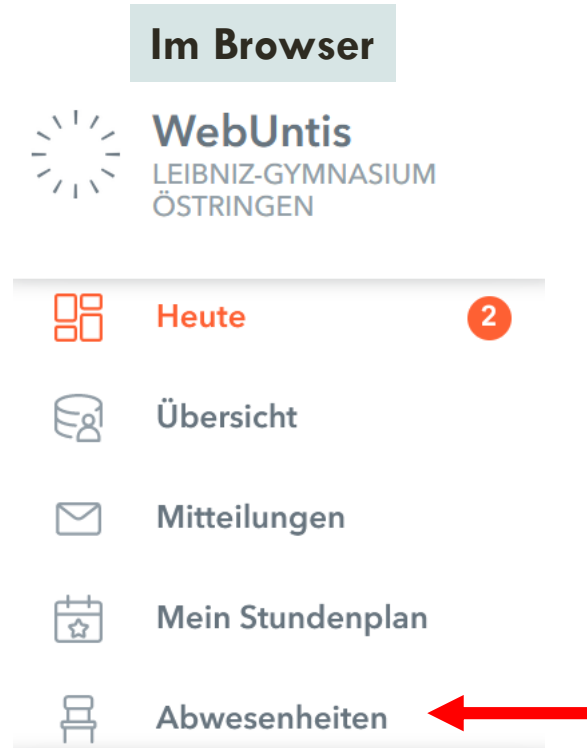 Im Browser
WebUntis
LEIBNIZ-GYMNASIUM
ÖSTRINGEN
Heute 2
Übersicht
Mitteilungen
Mein Stundenplan
Abwesenheiten